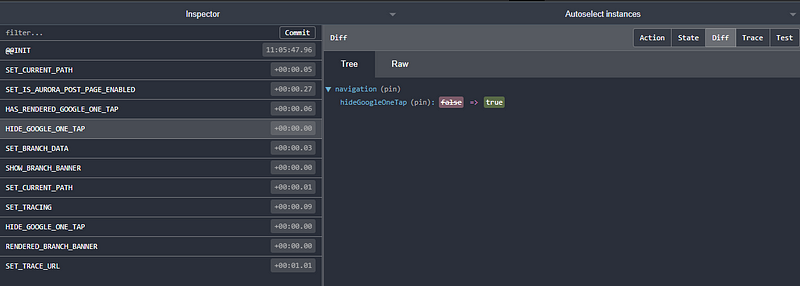 Inspector Autoselect instances
filter... Commit Diff Action State Diff Trace Test
@@INIT 11:05:47.96 Tree Raw
SET_CURRENT_PATH +00:00.05
SET_IS_AURORA_POST_PAGE_ENABLED +00:00.27 navigation (pin)
HAS_RENDERED_GOOGLE_ONE_TAP +00:00.06 hideGoogleOneTap (pin): false => true
HIDE_GOOGLE_ONE_TAP +00:00.00
SET_BRANCH_DATA +00:00.03
SHOW_BRANCH_BANNER +00:00.00
SET_CURRENT_PATH +00:00.01
SET_TRACING +00:00.09
HIDE_GOOGLE_ONE_TAP +00:00.00
RENDERED_BRANCH_BANNER +00:00.00
SET_TRACE_URL +00:01.01